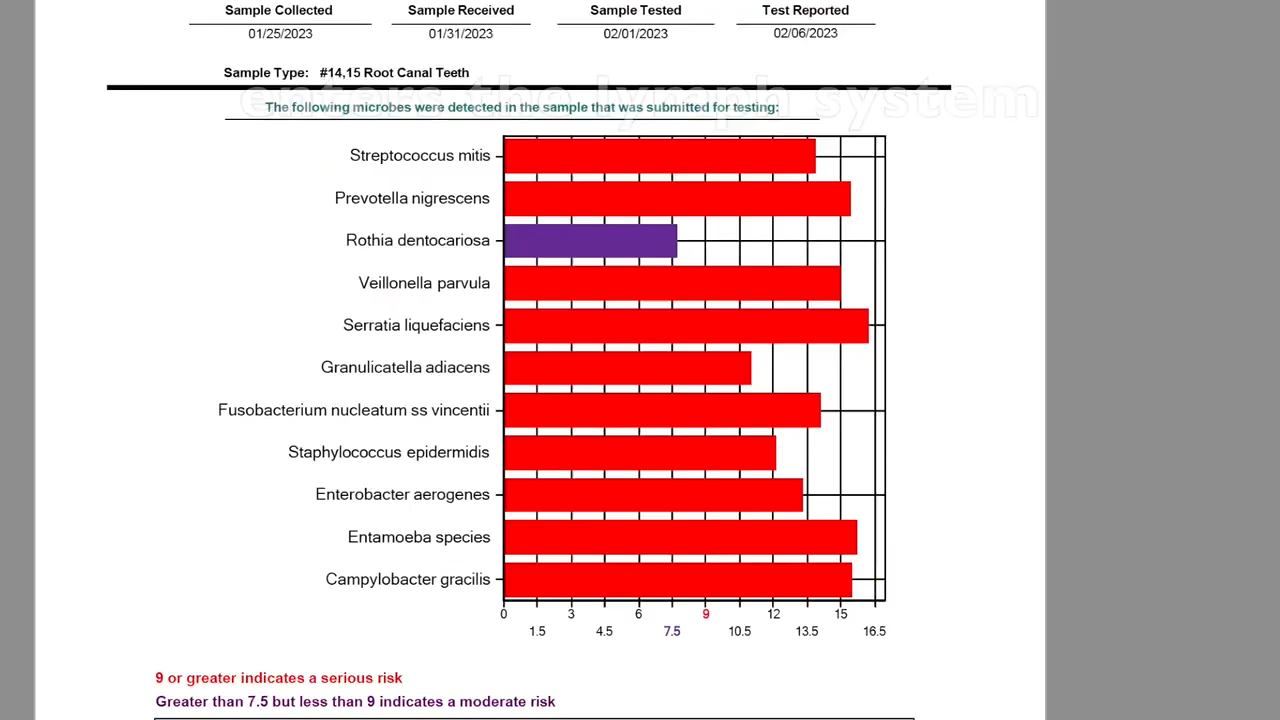 Sample Collected Sample Received Sample Tested Test Reported
01/25/2023 01/31/2023 02/01/2023 02/06/2023
Sample Type: #14,15 Root Canal Teeth
enters the lymph system
The following microbes were detected in the sample that was submitted for testing:
Streptococcus mitis
Prevotella nigrescens
Rothia dentocariosa
Veillonella parvula
Serratia liquefaciens
Granulicatella adiacens
Fusobacterium nucleatum ss vincentii
Staphylococcus epidermidis
Enterobacter aerogenes
Entamoeba species
Campylobacter gracilis
0 3 6 9 12 15
1.5 4.5 7.5 10.5 13.5 16.5
9 or greater indicates a serious risk
Greater than 7.5 but less than 9 indicates a moderate risk